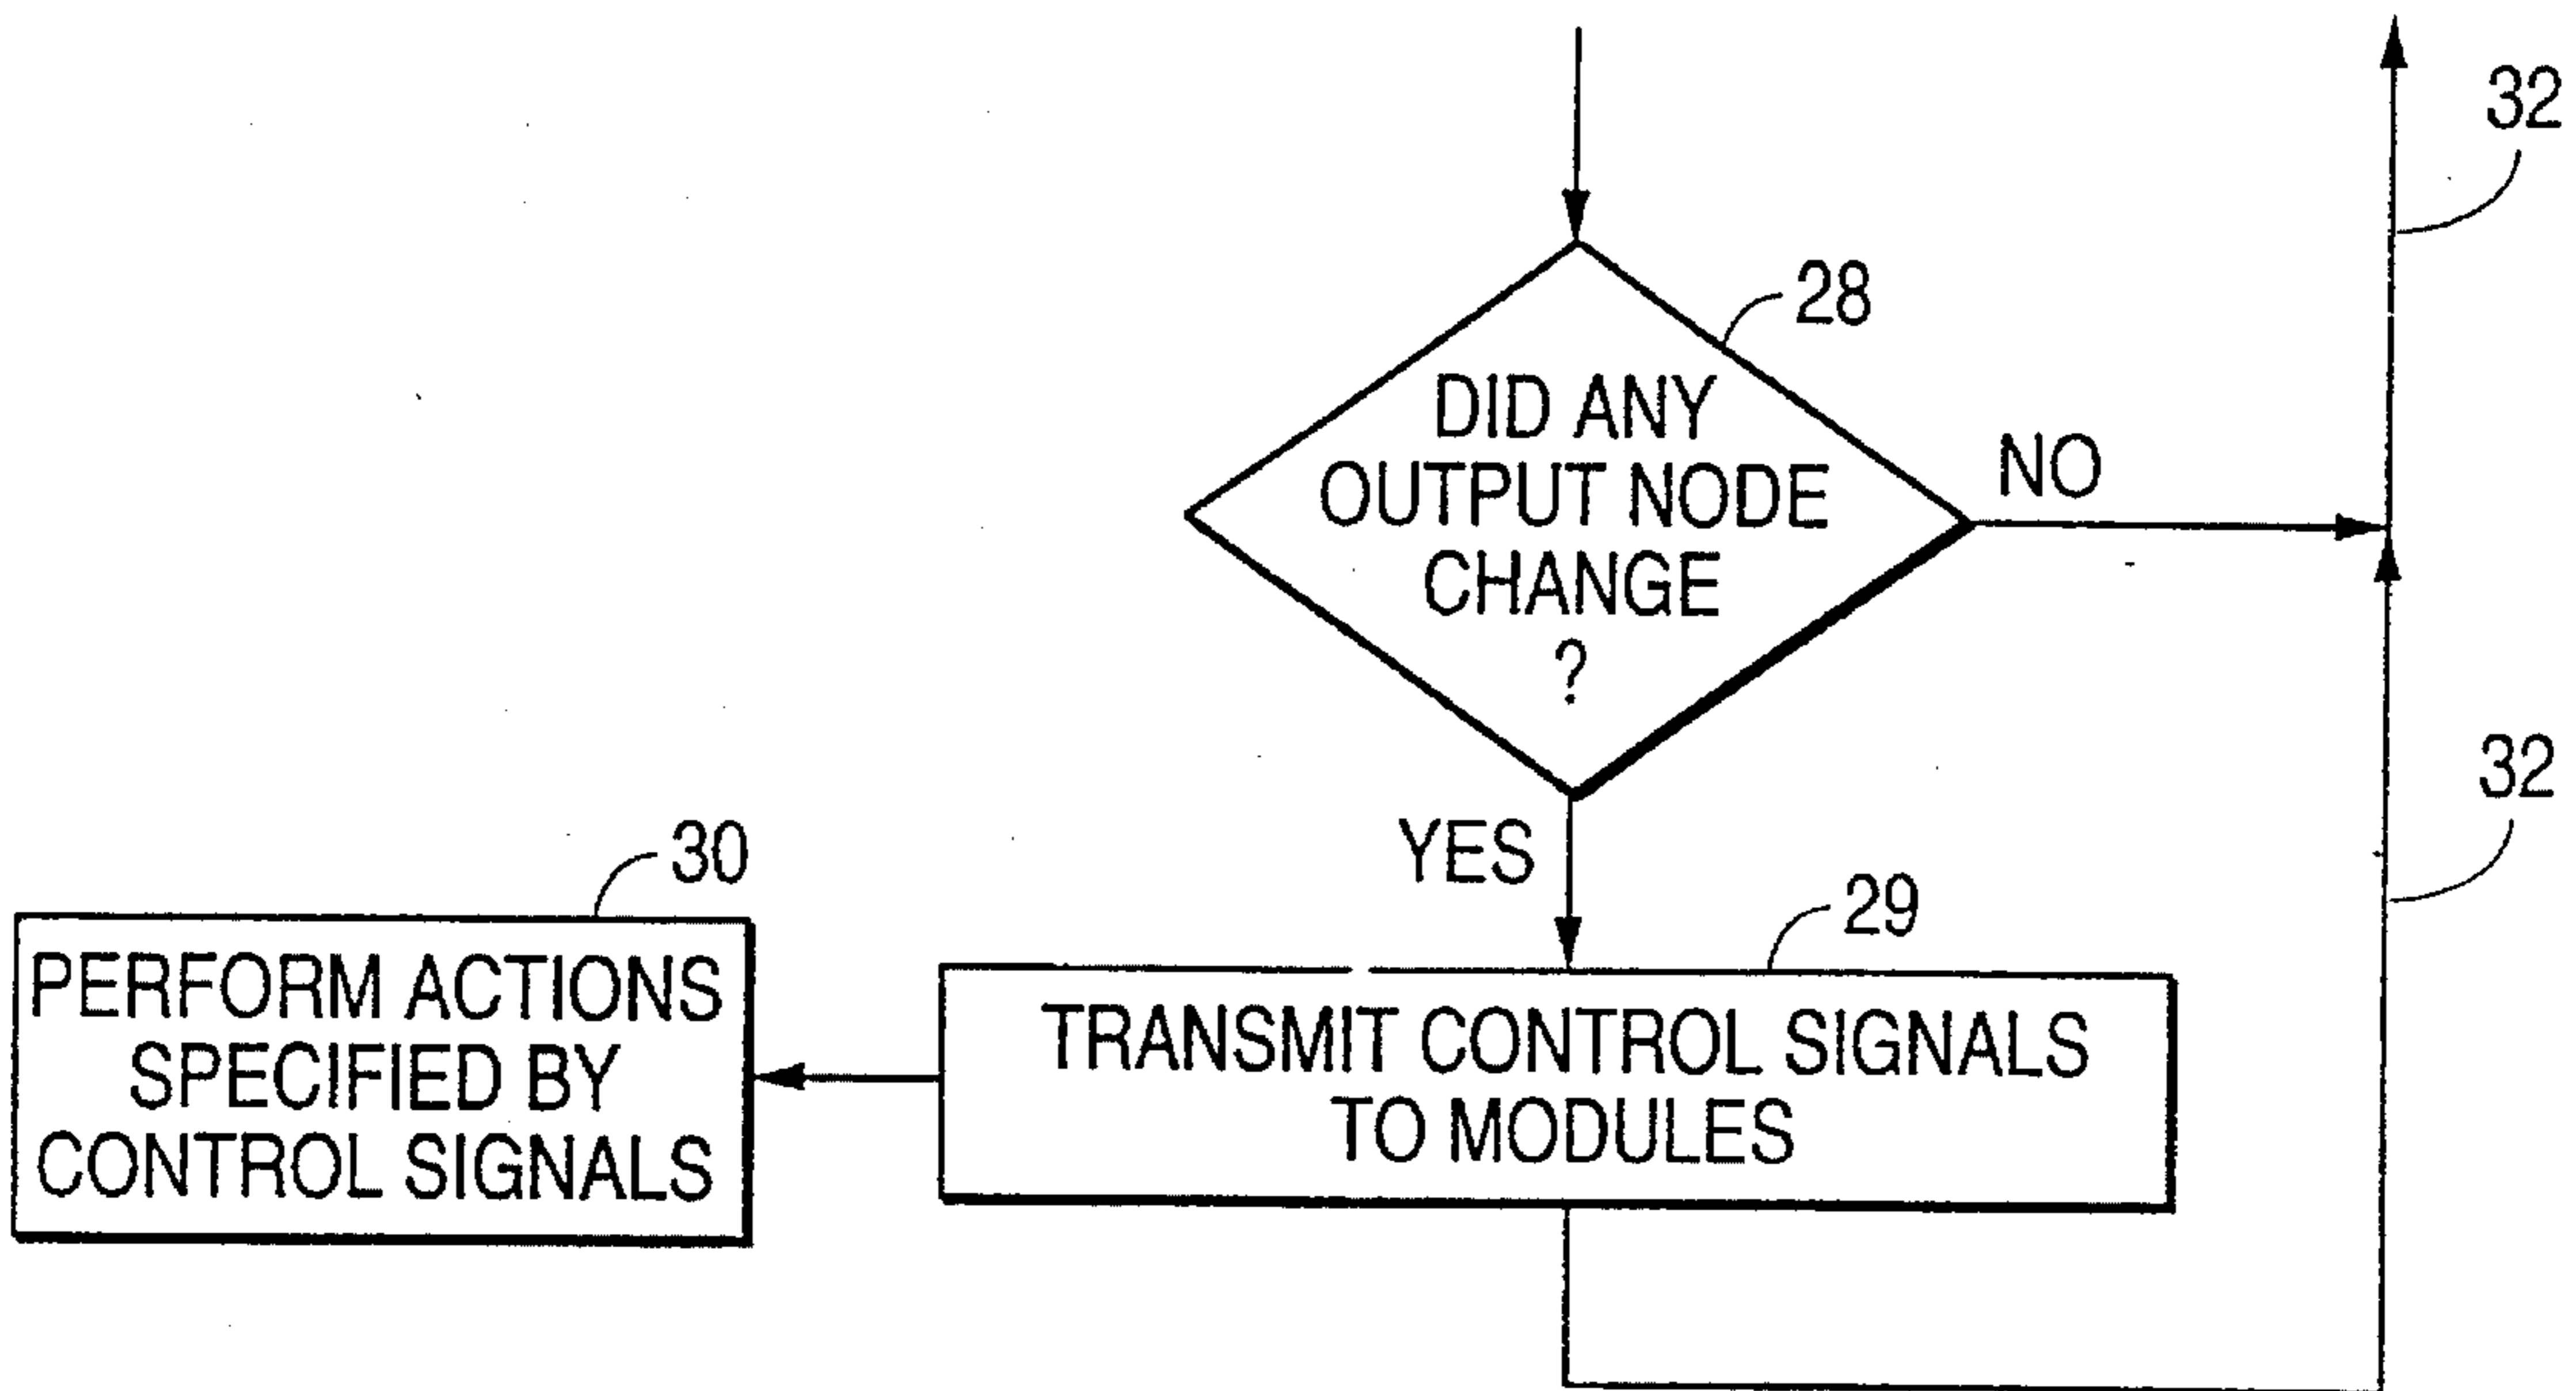 32
28
DID ANY
OUTPUT NODE
CHANGE
?
NO
YES
32
30
PERFORM ACTIONS
SPECIFIED BY
CONTROL SIGNALS
29
TRANSMIT CONTROL SIGNALS
TO MODULES